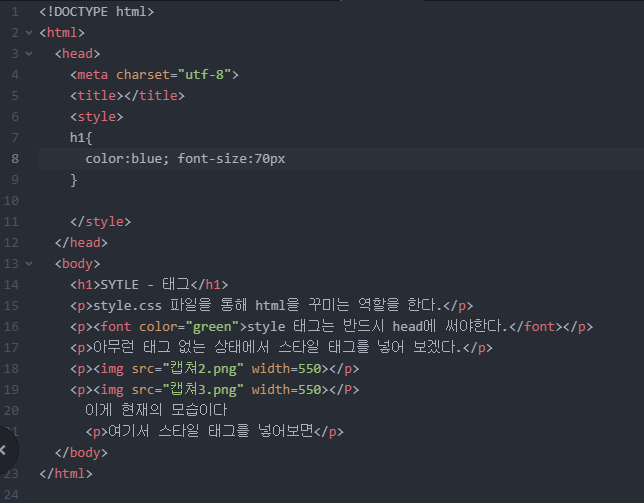 1 <!DOCTYPE html>
2 <html>
3 <head>
4 <meta charset="utf-8">
5 <title></title>
6 <style>
7 h1{
8 color:blue; font-size:70px
9 }
10
11 </style>
12 </head>
13 <body>
14 <h1>SYTLE - 태그</h1>
15 <p>style.css 파일을 통해 html을 꾸미는 역할을 한다.</p>
16 <p><font color="green">style 태그는 반드시 head에 써야한다.</font></p>
17 <p>아무런 태그 없는 상태에서 스타일 태그를 넣어 보겠다.</p>
18 <p><img src="캡쳐2.png" width=550></p>
19 <p><img src="캡쳐3.png" width=550></P>
20 이게 현재의 모습이다
<p>여기서 스타일 태그를 넣어보면</p>
</body>
23 </html>
24